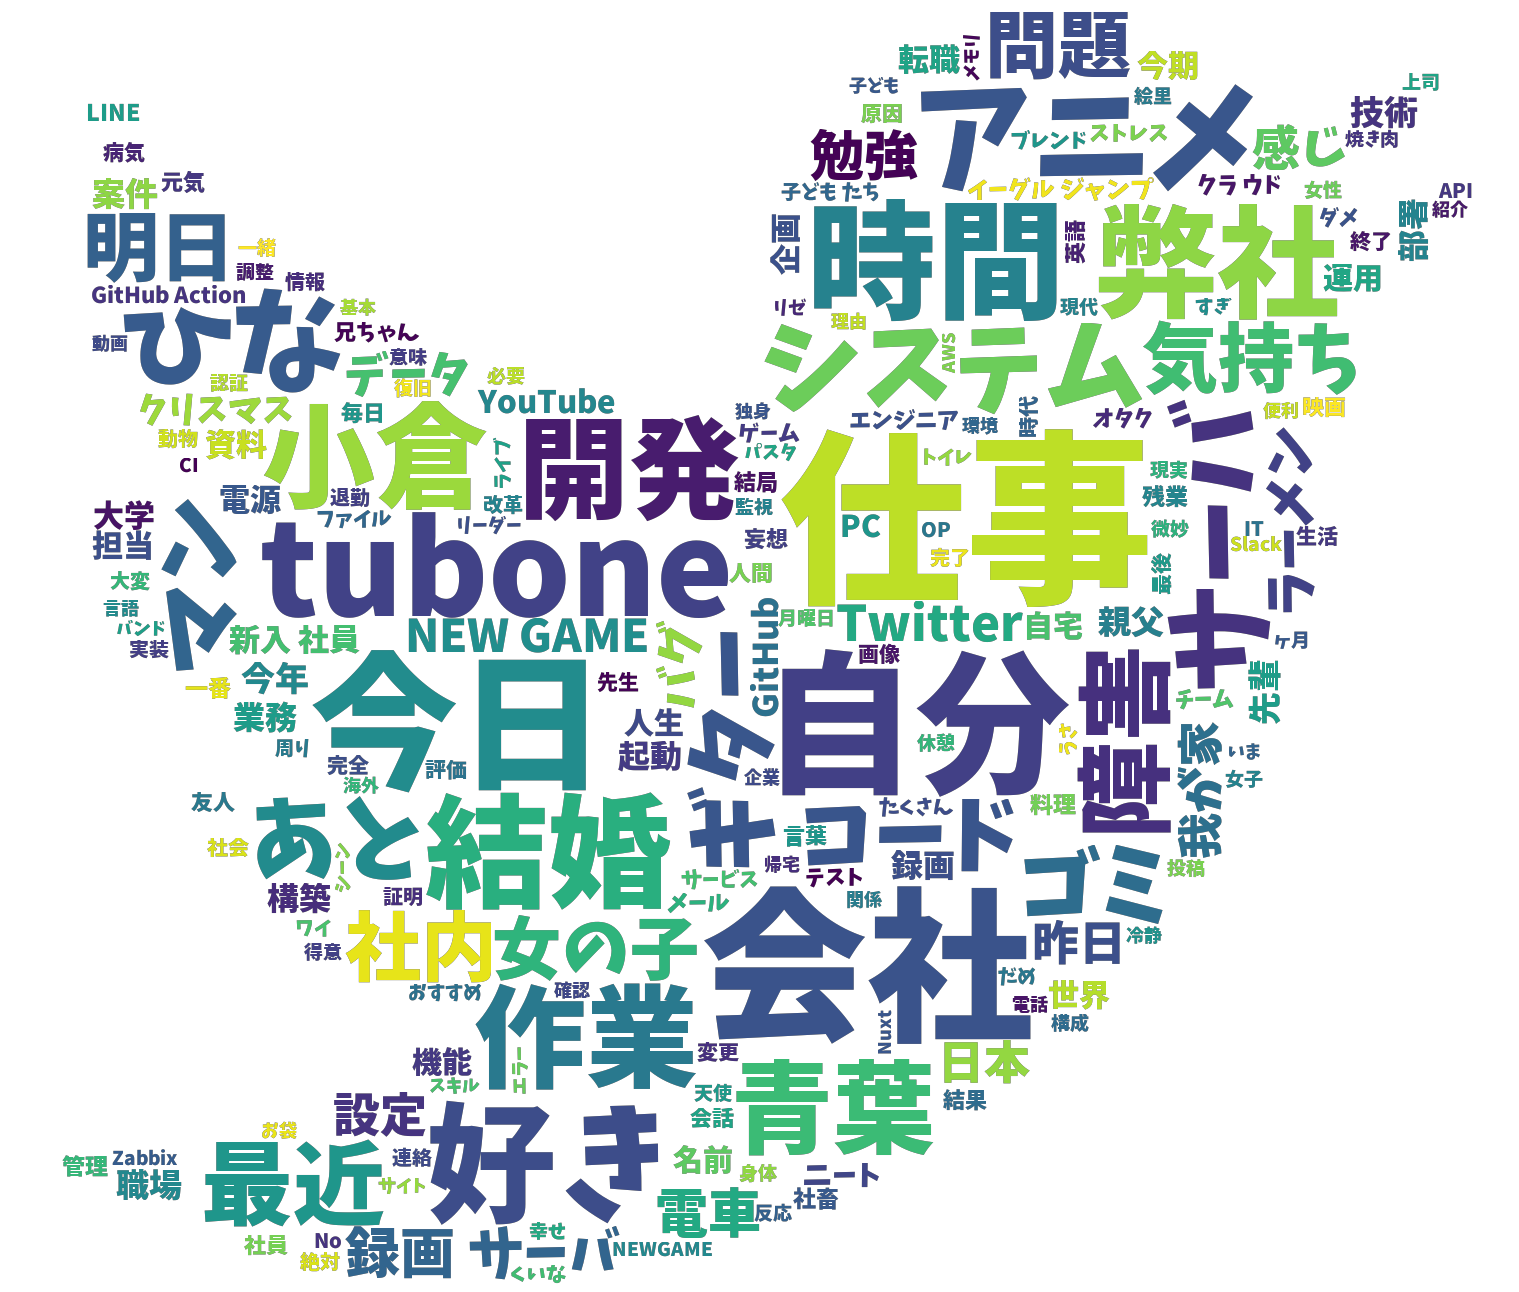 問題
転職
メモリ
今期
子ども
アニメ
絵里
上司
LINE
原因
技術
勉強
ブレンド
ストレス
感じ
焼き肉
病気
案件
元気
子ども たち
イーグル ジャンプ
クラ ウド
女性
API
紹介
明日
企画
時間
英語
弊社
ダメ
部署
終了
一緒
調整
情報
運用
GitHub Action
ひな
基本
リゼ
現代
すぎ
動画
兄ちゃん
理由
システム
AWS
気持ち
意味
データ
認証
復旧
必要
クリスマス
毎日
小倉
YouTube
独身
エンジニア
環境
時代
オタク
サーバ
便利
映画
動物
資料
ライブ
開発
ゲーム
パスタ
仕事
トイレ
ラーメン
CI
結局
現実
電源
退勤
改革
監視
残業
大学
マン
ファイル
リーダー
tubone
妄想
PC
OP
微妙
IT
Slack
生活
担当
完了
大変
人間
最後
言語
バンド
月曜日
Twitter
自宅
親父
実装
新入 社員
NEW GAME
バグ
ギター
GitHub
画像
ヶ月
一番
今年
今日
先生
自分
障害
先輩
チーム
業務
人生
周り
起動
休憩
うさ
我が家
いま
完全
評価
企業
女子
海外
友人
あと
結婚
コード
たくさん
料理
社会
シーン
言葉
録画
ゴミ
投稿
帰宅
テスト
構築
証明
サービス
メール
関係
ワイ
社内
女の子
会社
昨日
冷静
得意
おすすめ
確認
だめ
電話
世界
作業
Nuxt
構成
機能
エラー
変更
日本
スキル
天使
青葉
結果
設定
好き
会話
お袋
最近
連絡
名前
管理
Zabbix
職場
サイト
身体
ニート
電車
反応
社畜
社員
No
絶対
録画 サーバ
幸せ
くいな
NEWGAME